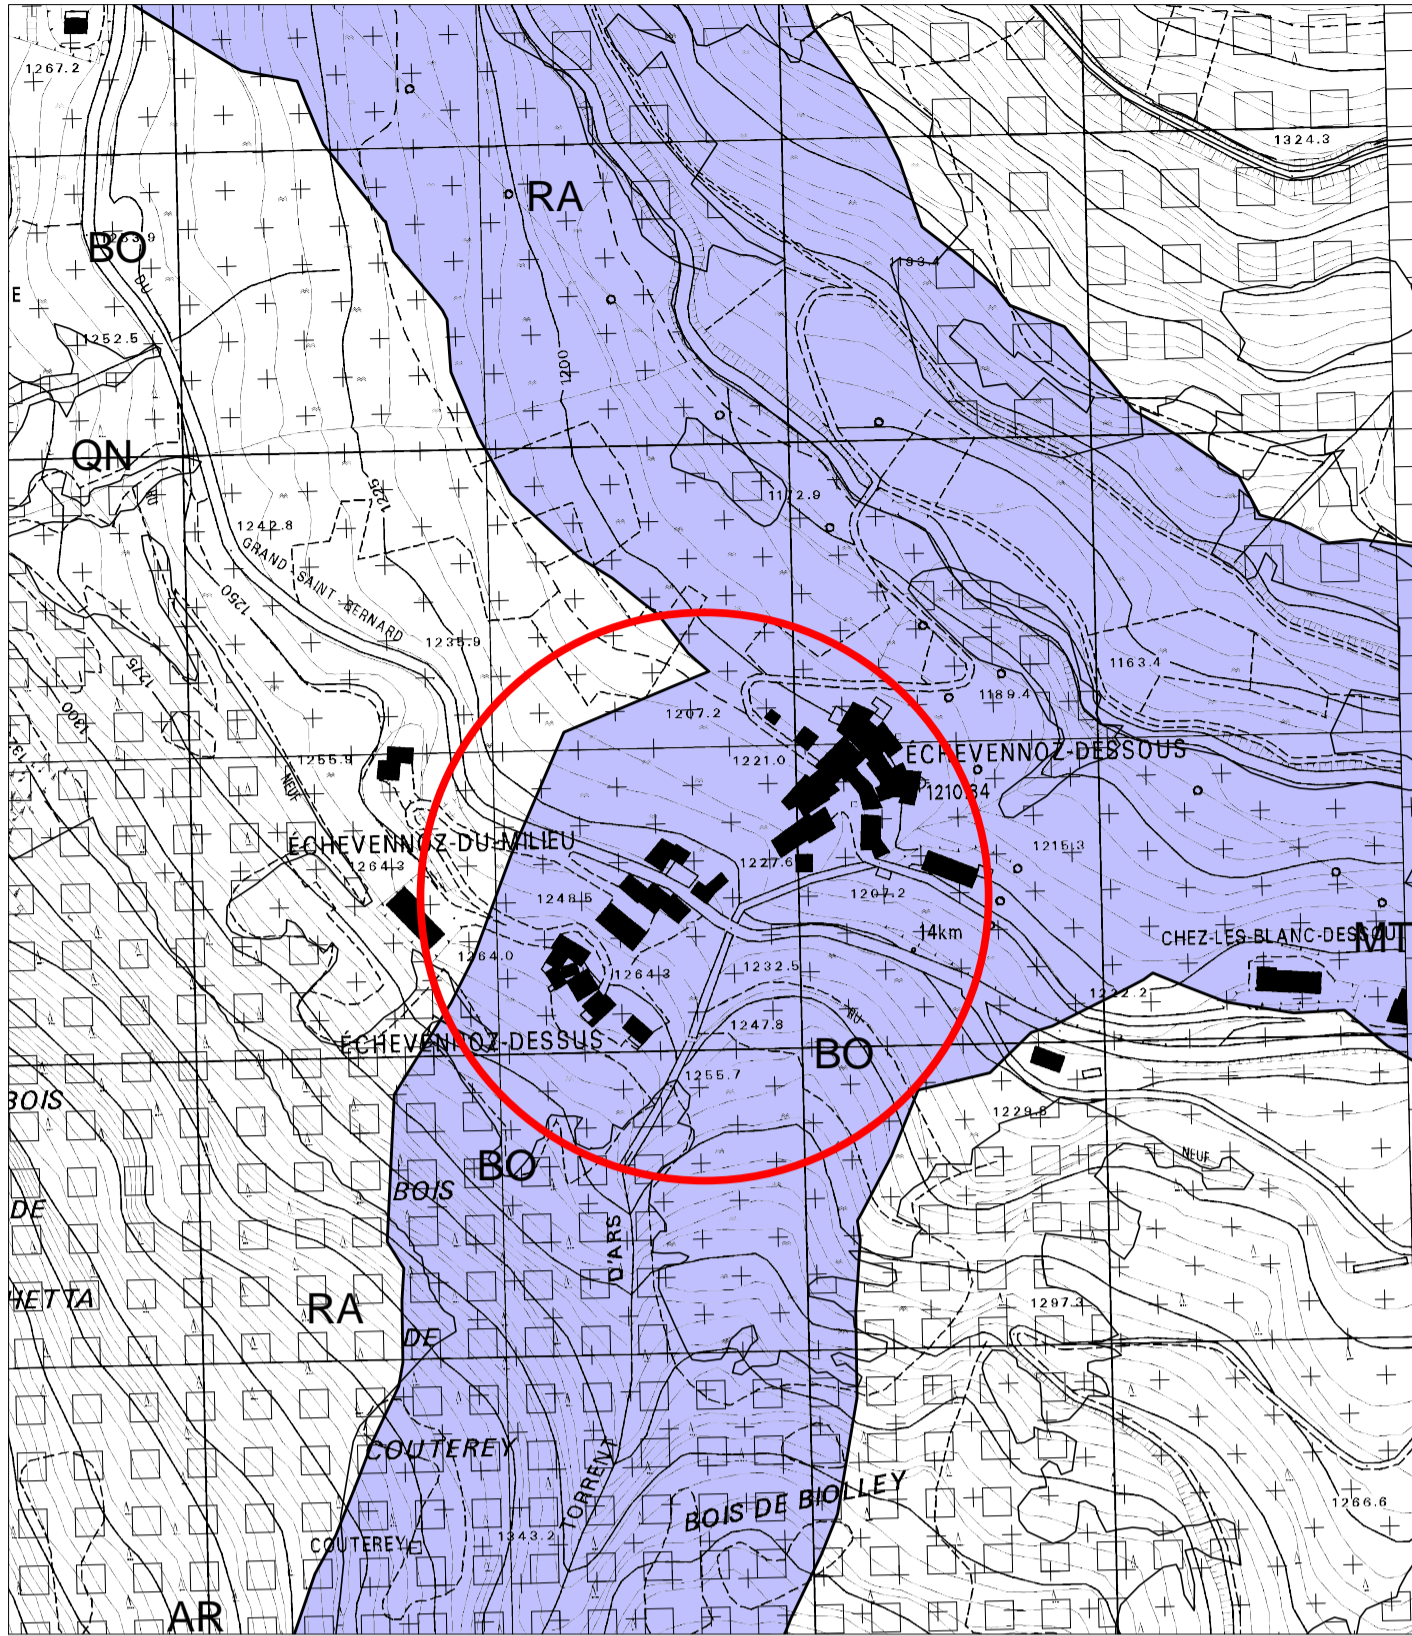 1267.2
1324.3
RA
BO
E
DU
1193.4
1252.5
1200
QN
1225
1172.9
1242.8
GRAND SAINT BERNARD
1250
1235.9
1275
1163.4
1189.4
1300
1207.2
ÉCHEVENNOZ-DESSOUS
1255.9
1221.0
NEUF
1210.34
ÉCHEVENNOZ-DU-MILIEU
1215.3
1264.3
1227.6
1248.5
1207.2
14km
CHEZ-LES-BLANC-DESSOU
MT
1264.0
1264.3
1232.5
1247.8
DU
BO
ÉCHEVENNOZ-DESSUS
1255.7
BOIS
1229.8
NEUF
BO
BOIS
DE
D'ARS
HETTA
RA
1297.3
DE
COUTEREY
TORRENT
BOIS DE BIOLLEY
1266.6
COUTEREY
1343.2
AR